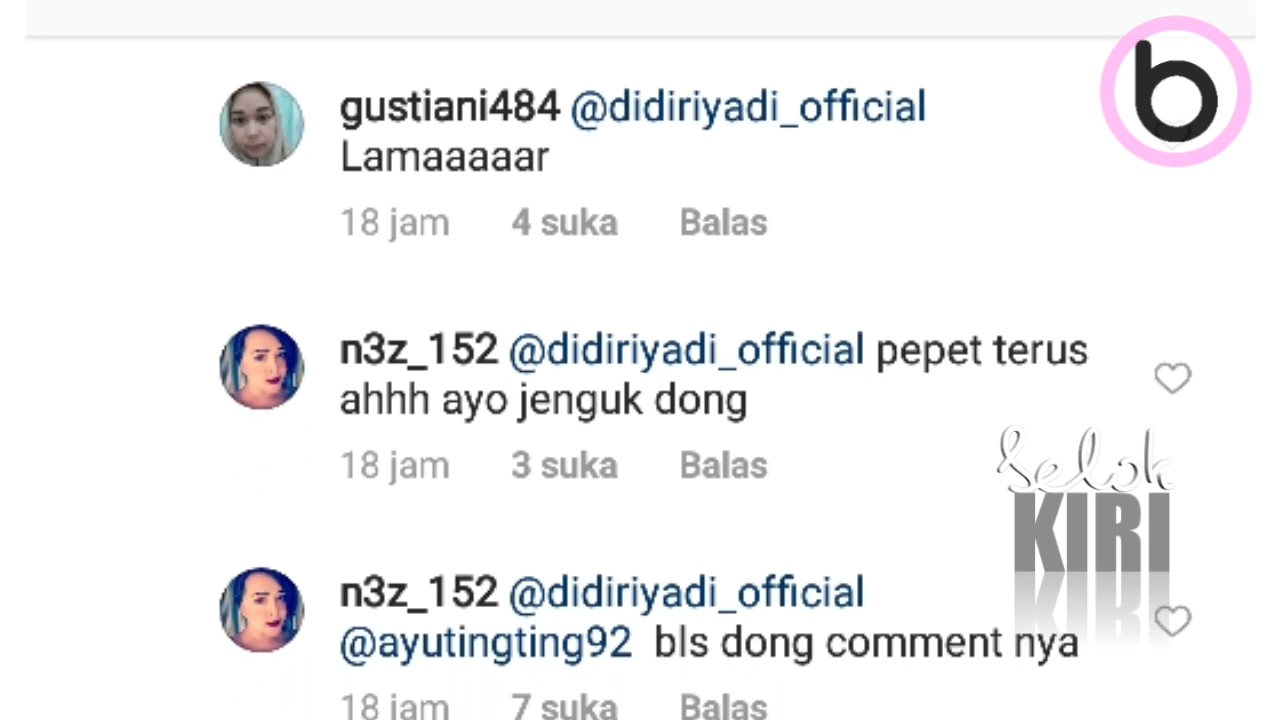 b
gustiani484 @didiriyadi_official
Lamaaaaar
18 jam 4 suka Balas
n3z_152 @didiriyadi_official pepet terus
ahhh ayo jenguk dong
18 jam 3 suka Balas
Selok
KIRI
n3z_152 @didiriyadi_official
@ayutingting92 bls dong comment nya
18 jam 7 suka Balas